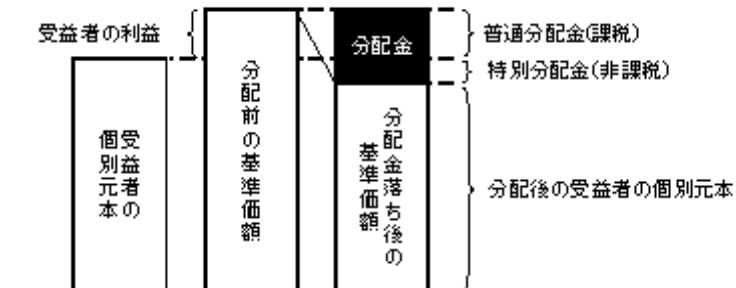 受益者の利益
受益者の
個別元本
分配前の基準価額
分配金
分配金落ち後の
基準価額
普通分配金(課税)
特別分配金(非課税)
分配後の受益者の個別元本